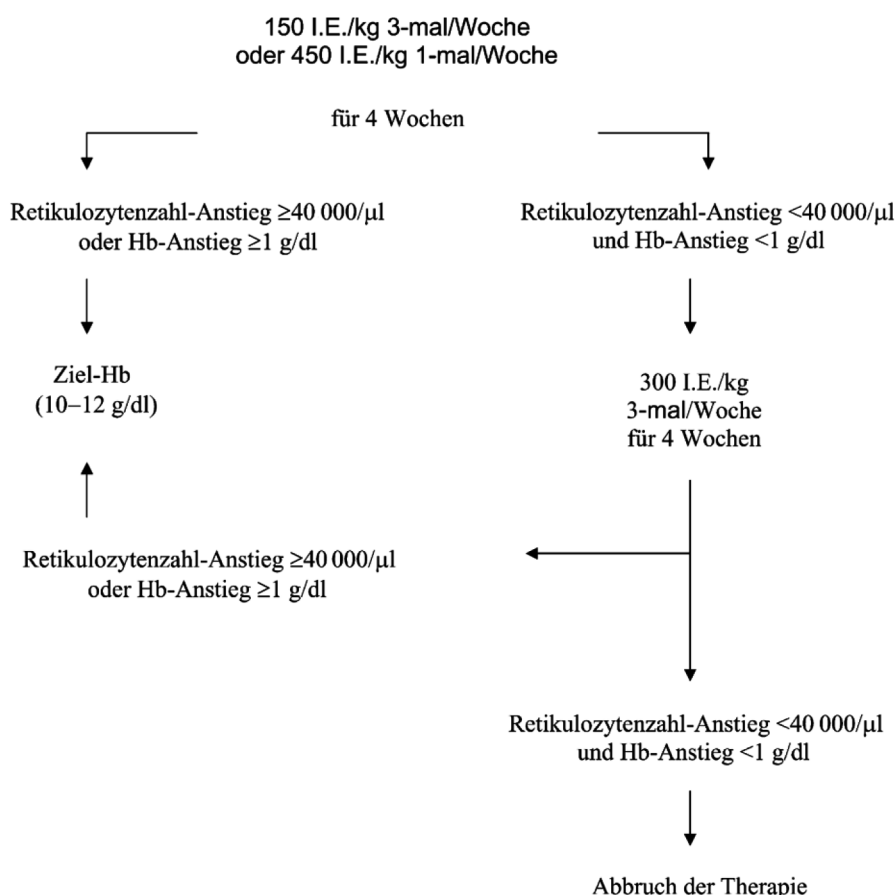 150 I.E./kg 3-mal/Woche
oder 450 I.E./kg 1-mal/Woche
für 4 Wochen
Retikulozytenzahl-Anstieg ≥40 000/µl
oder Hb-Anstieg ≥1 g/dl
Retikulozytenzahl-Anstieg <40 000/µl
und Hb-Anstieg <1 g/dl
Ziel-Hb
(10–12 g/dl)
300 I.E./kg
3-mal/Woche
für 4 Wochen
Retikulozytenzahl-Anstieg ≥40 000/µl
oder Hb-Anstieg ≥1 g/dl
Retikulozytenzahl-Anstieg <40 000/µl
und Hb-Anstieg <1 g/dl
Abbruch der Therapie